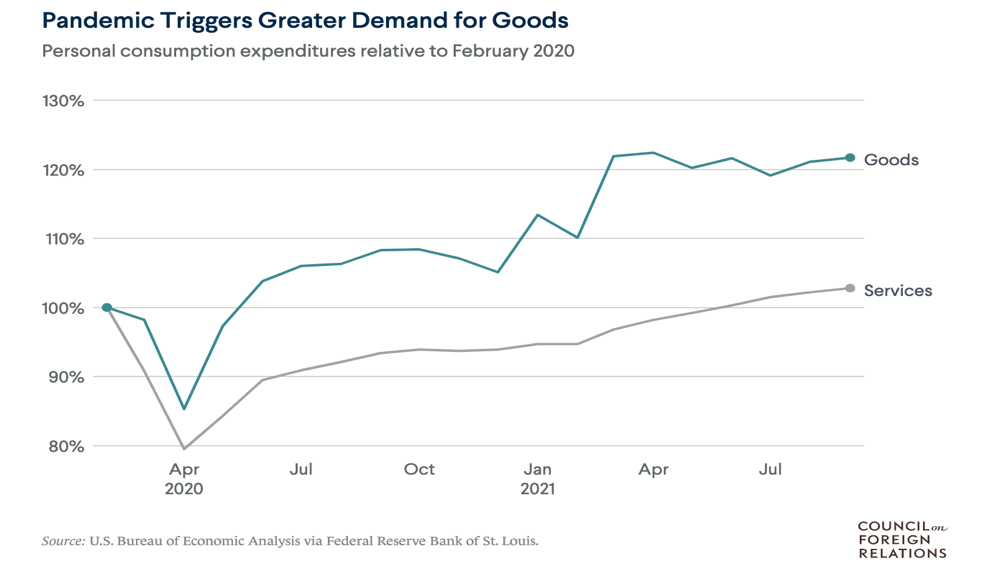 Pandemic Triggers Greater Demand for Goods
Personal consumption expenditures relative to February 2020
130%
120%
110%
100%
90%
80%
Goods
Services
Apr
2020
Jul
Oct
Jan
2021
Apr
Jul
Source: U.S. Bureau of Economic Analysis via Federal Reserve Bank of St. Louis.
COUNCIL on
FOREIGN
RELATIONS